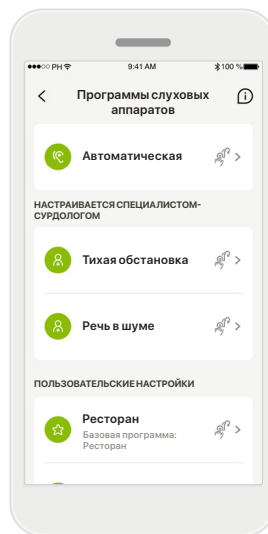 PH 9:41 AM 100 %
Программы слуховых
аппаратов
Автоматическая
НАСТРАИВАЕТСЯ СПЕЦИАЛИСТОМ-
СУРДОЛОГОМ
Тихая обстановка
Речь в шуме
ПОЛЬЗОВАТЕЛЬСКИЕ НАСТРОЙКИ
Ресторан
Базовая программа:
Ресторан